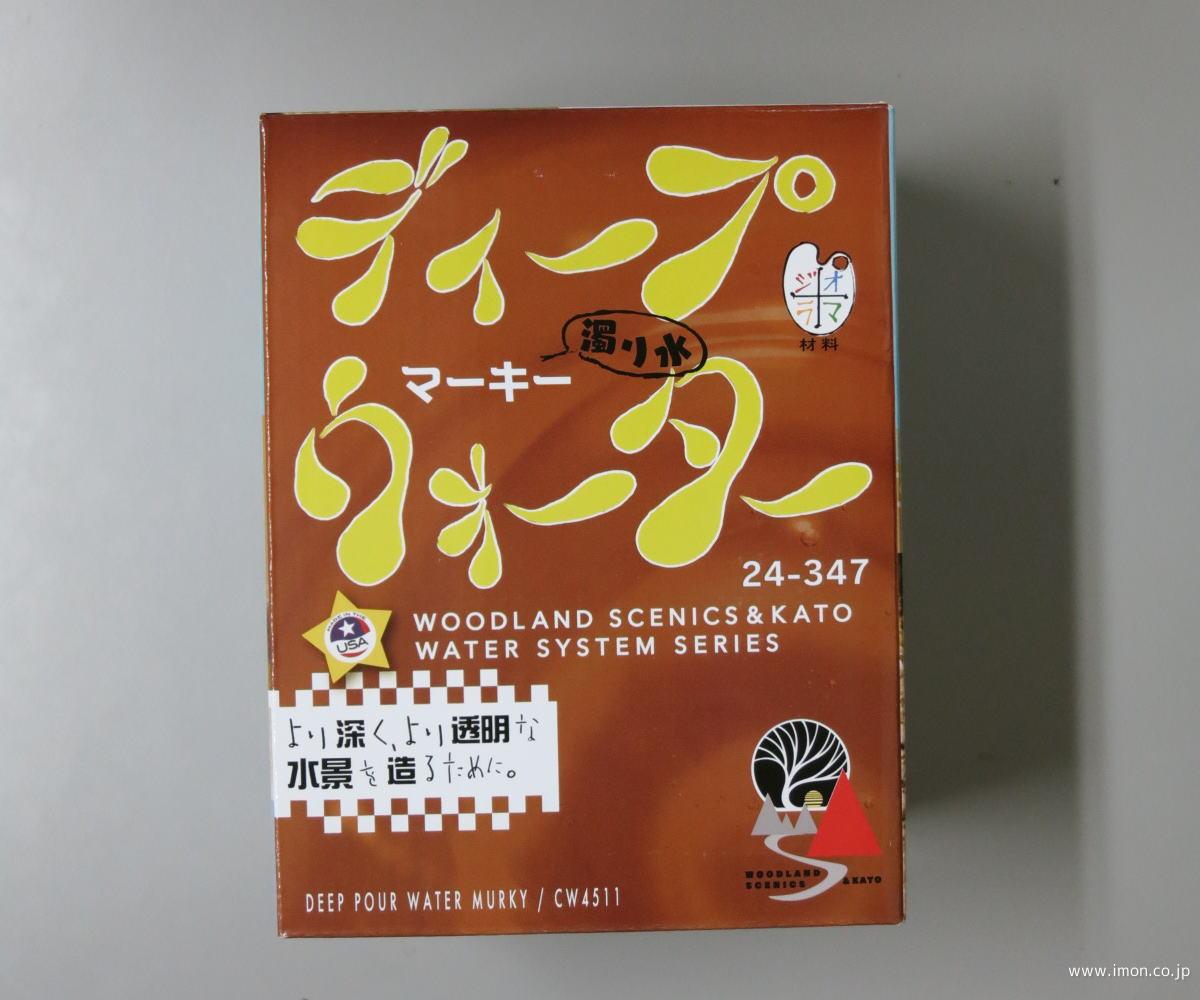 ディープ
ジオラマ
材料
濁り水
マーキー
ウォーター
24-347
MADE IN THE
USA
WOODLAND SCENICS&KATO
WATER SYSTEM SERIES
より深く、より透明な
水景を造るために。
WOODLAND
SCENICS
&KATO
DEEP POUR WATER MURKY / CW4511
www.imon.co.jp